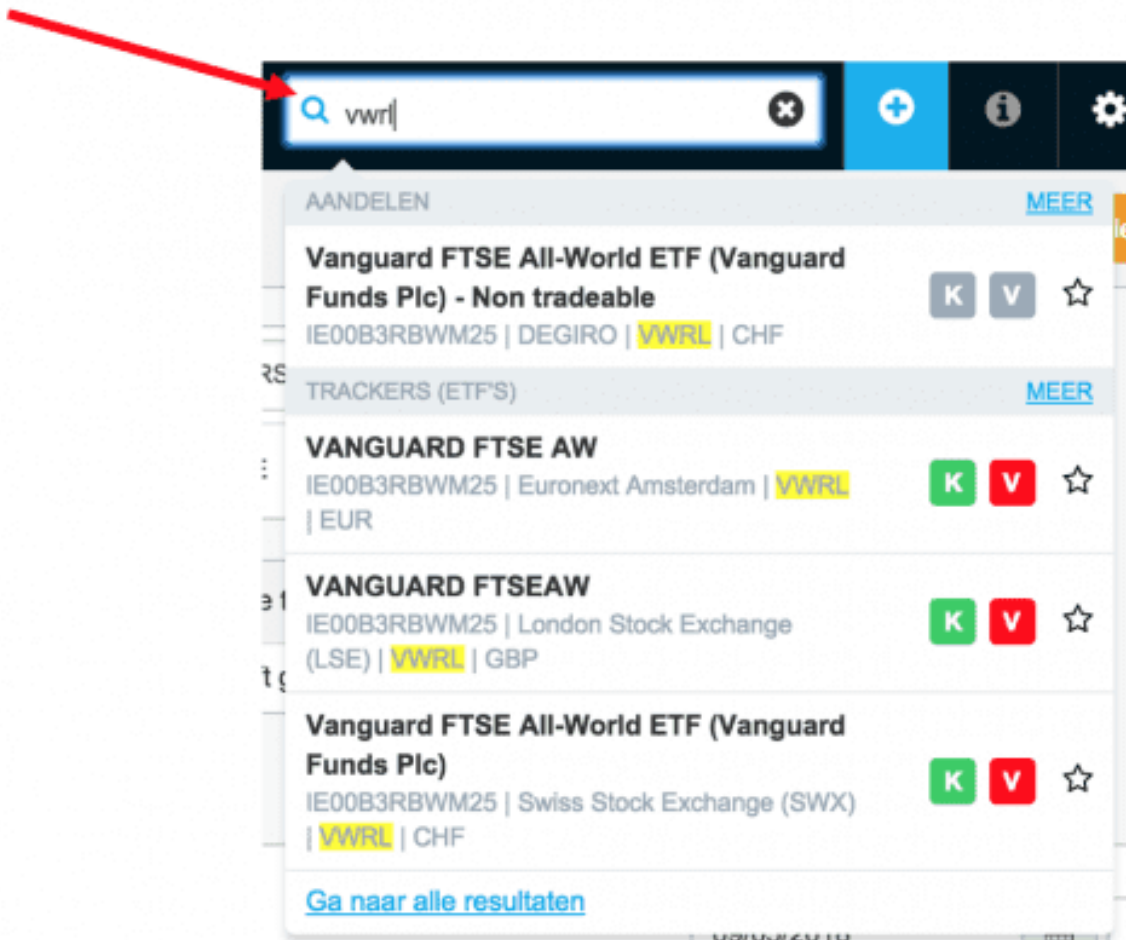 vwrl
AANDELEN MEER
Vanguard FTSE All-World ETF (Vanguard
Funds Plc) - Non tradeable
K V
IE00B3RBWM25 | DEGIRO | VWRL | CHF
TRACKERS (ETF'S) MEER
VANGUARD FTSE AW
IE00B3RBWM25 | Euronext Amsterdam | VWRL
| EUR
K V
VANGUARD FTSEAW
IE00B3RBWM25 | London Stock Exchange
(LSE) | VWRL | GBP
K V
Vanguard FTSE All-World ETF (Vanguard
Funds Plc)
IE00B3RBWM25 | Swiss Stock Exchange (SWX)
| VWRL | CHF
K V
Ga naar alle resultaten